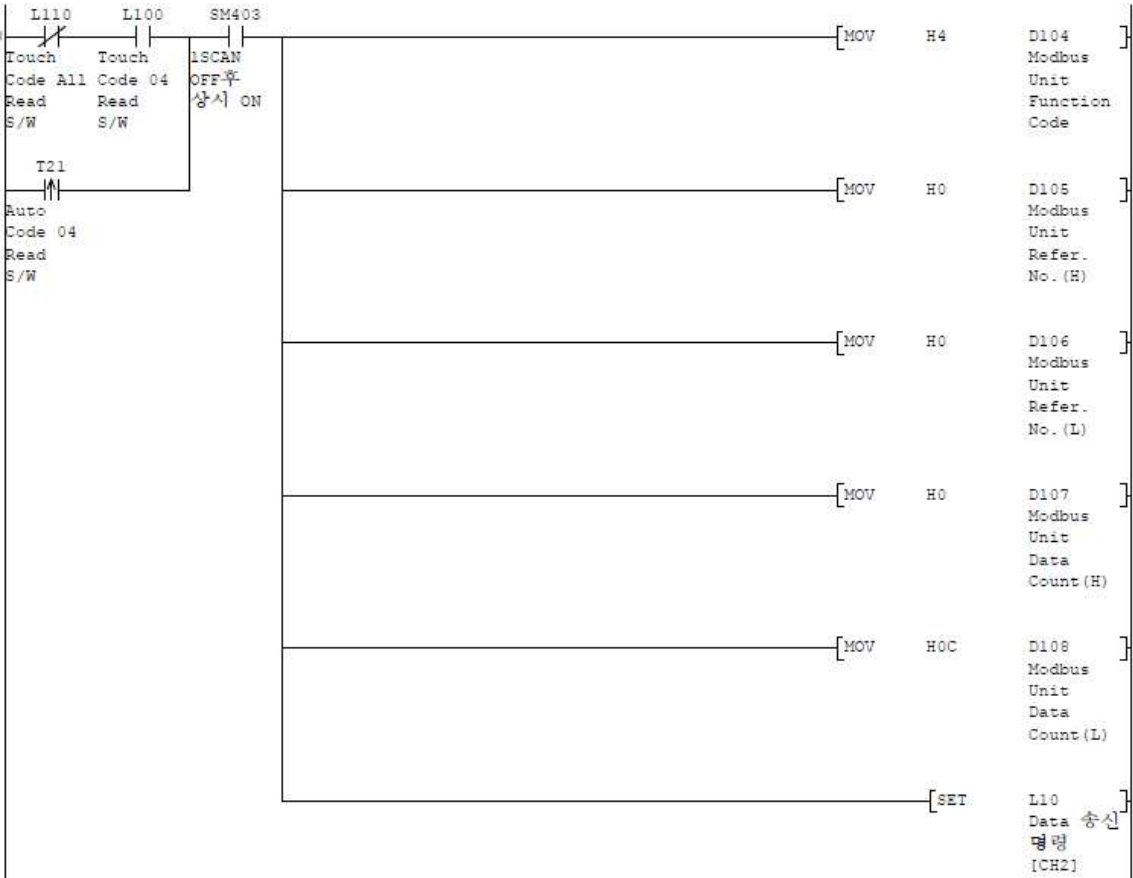 L110 L100 SM403
Touch Touch 1SCAN
Code All Code 04 OFF후
Read Read 상시 ON
S/W S/W
MOV H4 D104
Modbus
Unit
Function
Code
T21
Auto
Code 04
Read
S/W
MOV H0 D105
Modbus
Unit
Refer.
No.(H)
MOV H0 D106
Modbus
Unit
Refer.
No.(L)
MOV H0 D107
Modbus
Unit
Data
Count(H)
MOV H0C D108
Modbus
Unit
Data
Count(L)
SET L10
Data 송신
명령
[CH2]